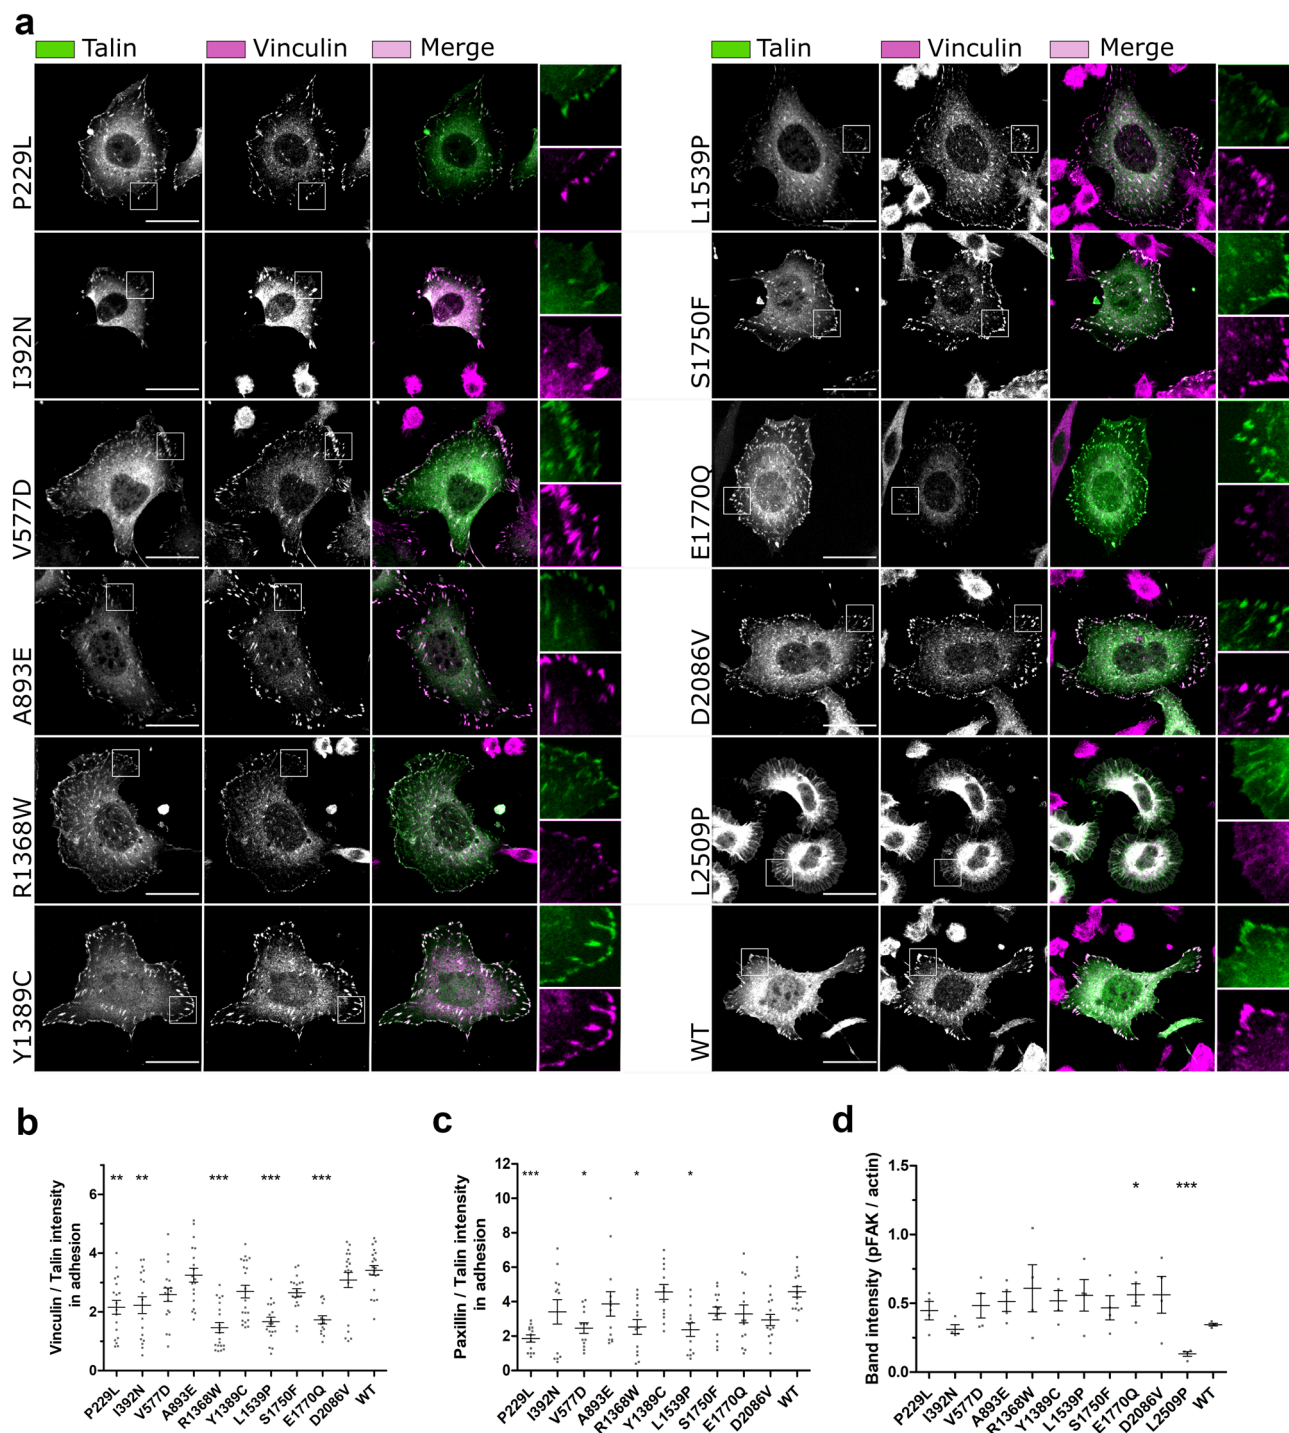 a
Talin Vinculin Merge
Talin Vinculin Merge
P229L
I392N
V577D
A893E
R1368W
Y1389C
L1539P
S1750F
E1770Q
D2086V
L2509P
WT
b
Vinculin / Talin intensity
in adhesion
6
4
2
0
** ** *** *** ***
P229L I392N V577D A893E R1368W Y1389C L1539P S1750F E1770Q D2086V WT
c
Paxillin / Talin intensity
in adhesion
12
10
8
6
4
2
0
*** * * *
P229L I392N V577D A893E R1368W Y1389C L1539P S1750F E1770Q D2086V WT
d
Band intensity (pFAK / actin)
1.5
1.0
0.5
0.0
* ***
P229L I392N V577D A893E R1368W Y1389C L1539P S1750F E1770Q D2086V L2509P WT